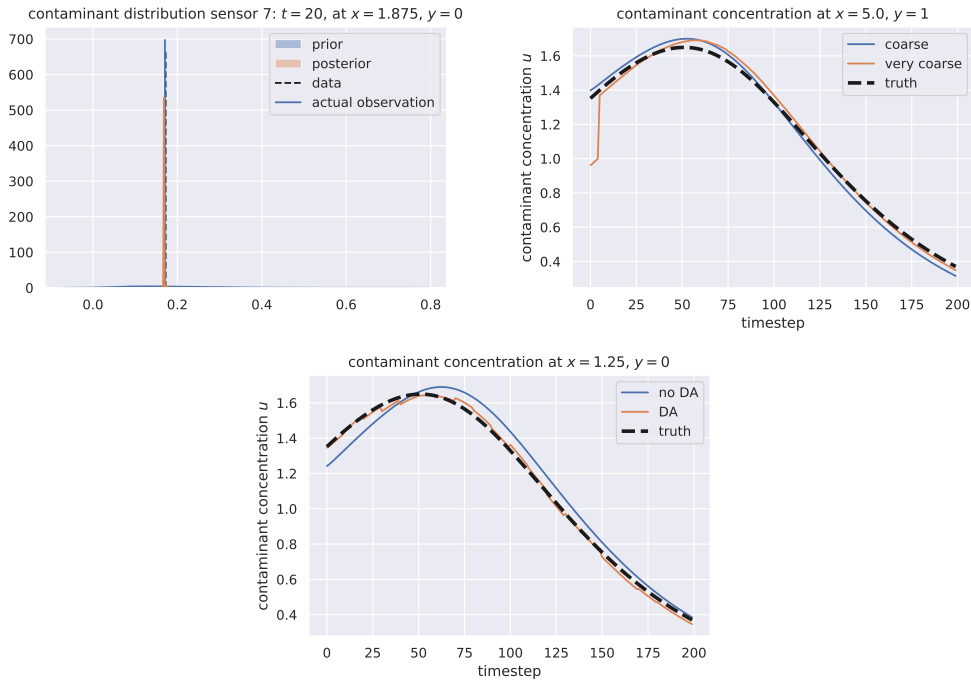 contaminant distribution sensor 7: t = 20, at x = 1.875, y = 0
700
600
500
400
300
200
100
0
0.0 0.2 0.4 0.6 0.8
prior
posterior
data
actual observation
contaminant concentration at x = 5.0, y = 1
contaminant concentration u
1.6
1.4
1.2
1.0
0.8
0.6
0.4
0 25 50 75 100 125 150 175 200
timestep
coarse
very coarse
truth
contaminant concentration at x = 1.25, y = 0
contaminant concentration u
1.6
1.4
1.2
1.0
0.8
0.6
0.4
0 25 50 75 100 125 150 175 200
timestep
no DA
DA
truth